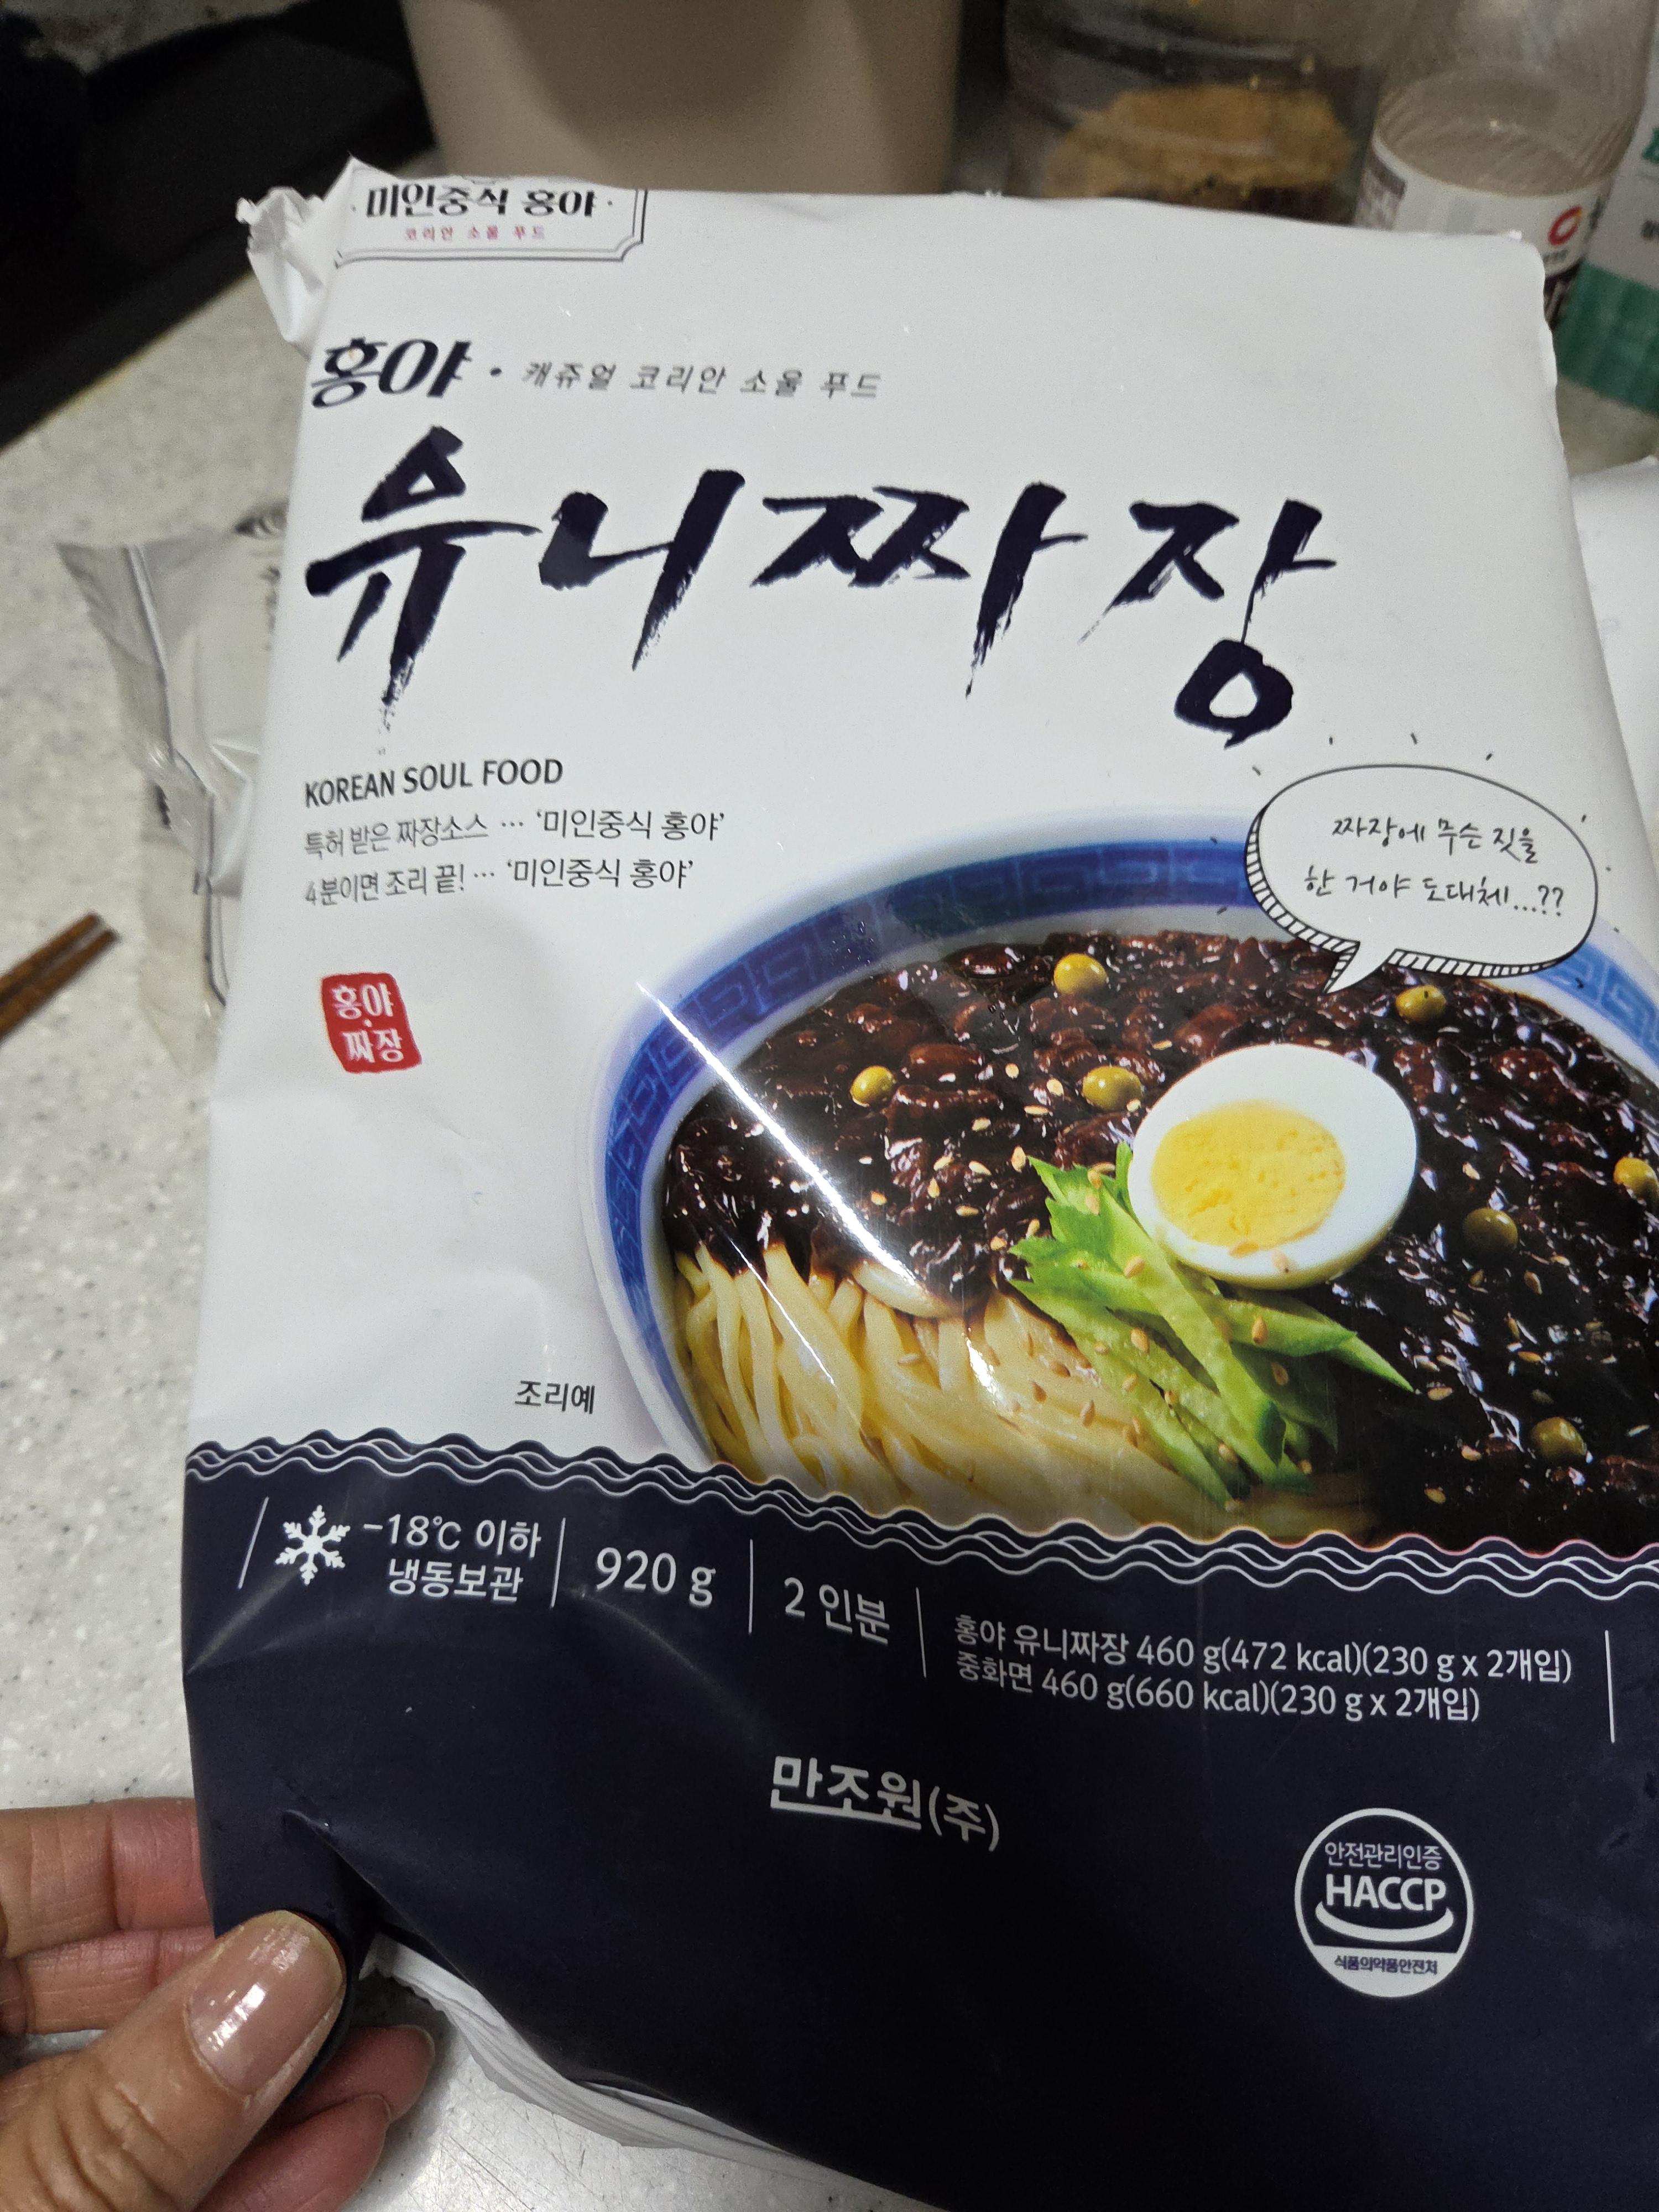 미인중식 홍야
코리안 소울 푸드
홍야 · 캐쥬얼 코리안 소울 푸드
유니짜장
KOREAN SOUL FOOD
특허 받은 짜장소스 … ‘미인중식 홍야’
4분이면 조리 끝! … ‘미인중식 홍야’
짜장에 무슨 짓을
한 거야 도대체...??
홍야
짜장
조리예
-18℃ 이하
냉동보관
920 g
2 인분
홍야 유니짜장 460 g(472 kcal)(230 g x 2개입)
중화면 460 g(660 kcal)(230 g x 2개입)
만조원(주)
안전관리인증
HACCP
식품의약품안전처